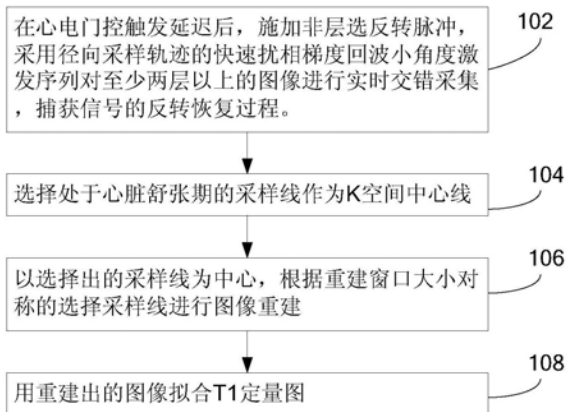 在心电门控触发延迟后，施加非层选反转脉冲，
采用径向采样轨迹的快速扰相梯度回波小角度激
发序列对至少两层以上的图像进行实时交错采集
，捕获信号的反转恢复过程。
102
选择处于心脏舒张期的采样线作为K空间中心线
104
以选择出的采样线为中心，根据重建窗口大小对
称的选择采样线进行图像重建
106
用重建出的图像拟合T1定量图
108